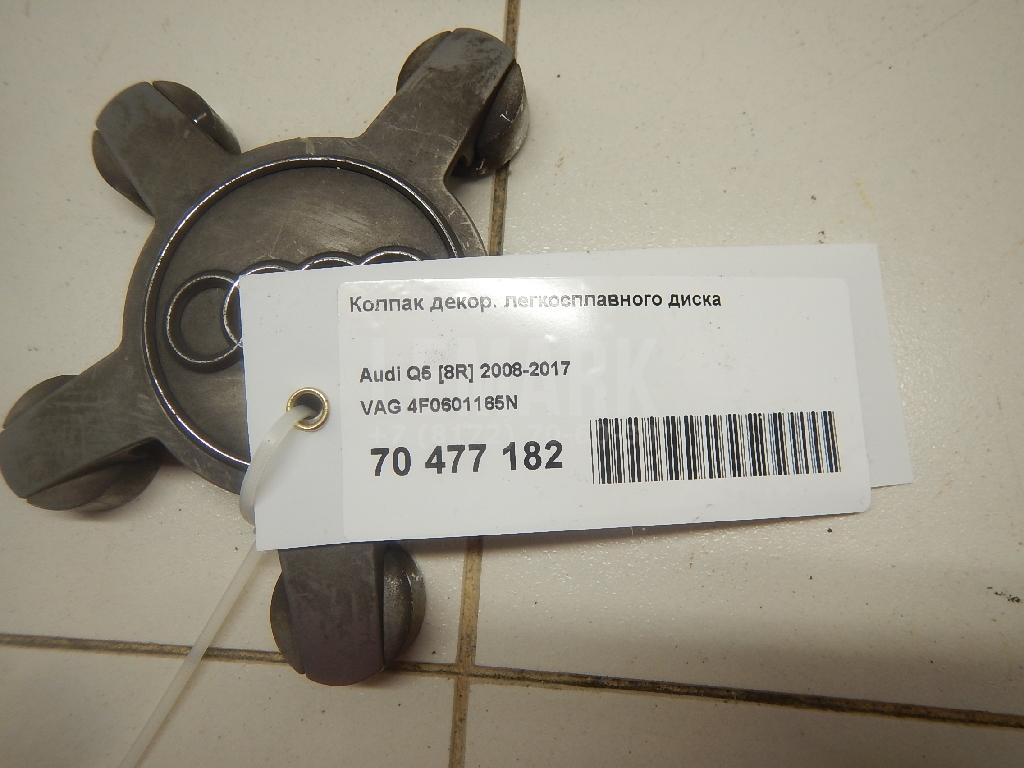 Колпак декор. легкосплавного диска
Audi Q5 [8R] 2008-2017
VAG 4F0601165N
70 477 182